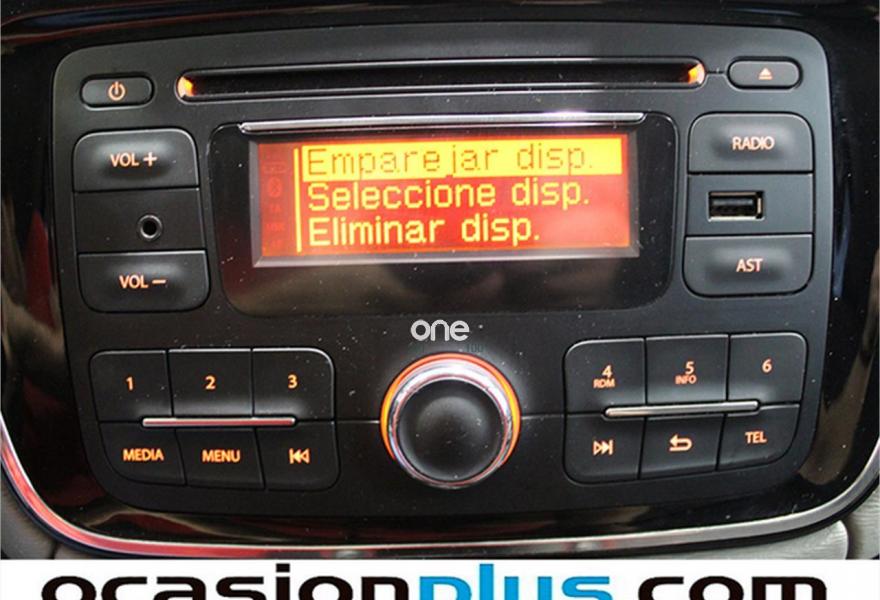 VOL +
RADIO
Emparejar disp.
Seleccione disp.
Eliminar disp.
VOL –
AST
one
1
2
3
4
RDM
5
INFO
6
MEDIA
MENU
TEL
ocasionplus.com